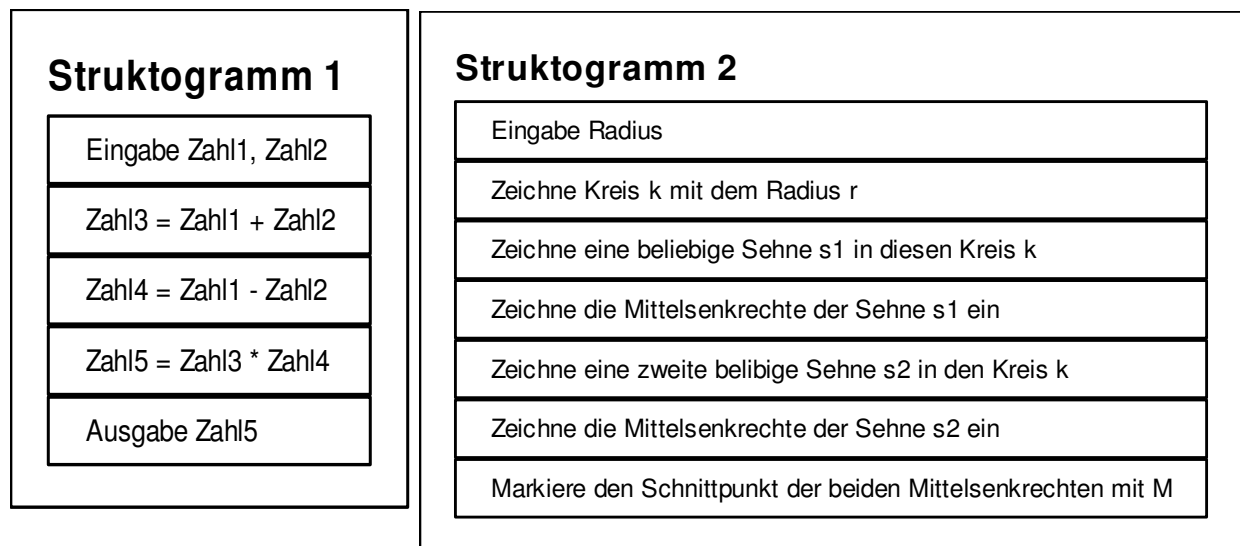 Struktogramm 1
Eingabe Zahl1, Zahl2
Zahl3 = Zahl1 + Zahl2
Zahl4 = Zahl1 - Zahl2
Zahl5 = Zahl3 * Zahl4
Ausgabe Zahl5
Struktogramm 2
Eingabe Radius
Zeichne Kreis k mit dem Radius r
Zeichne eine beliebige Sehne s1 in diesen Kreis k
Zeichne die Mittelsenkrechte der Sehne s1 ein
Zeichne eine zweite belibige Sehne s2 in den Kreis k
Zeichne die Mittelsenkrechte der Sehne s2 ein
Markiere den Schnittpunkt der beiden Mittelsenkrechten mit M